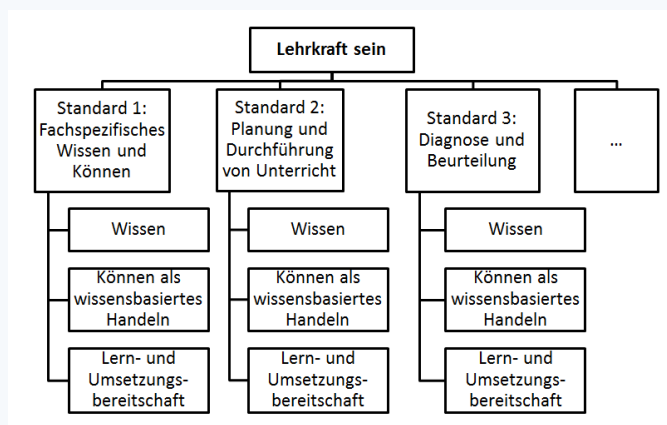 Lehrkraft sein
Standard 1:
Fachspezifisches
Wissen und
Können
Standard 2:
Planung und
Durchführung
von Unterricht
Standard 3:
Diagnose und
Beurteilung
...
Wissen
Können als
wissensbasiertes
Handeln
Lern- und
Umsetzungs-
bereitschaft
Wissen
Können als
wissensbasiertes
Handeln
Lern- und
Umsetzungs-
bereitschaft
Wissen
Können als
wissensbasiertes
Handeln
Lern- und
Umsetzungs-
bereitschaft